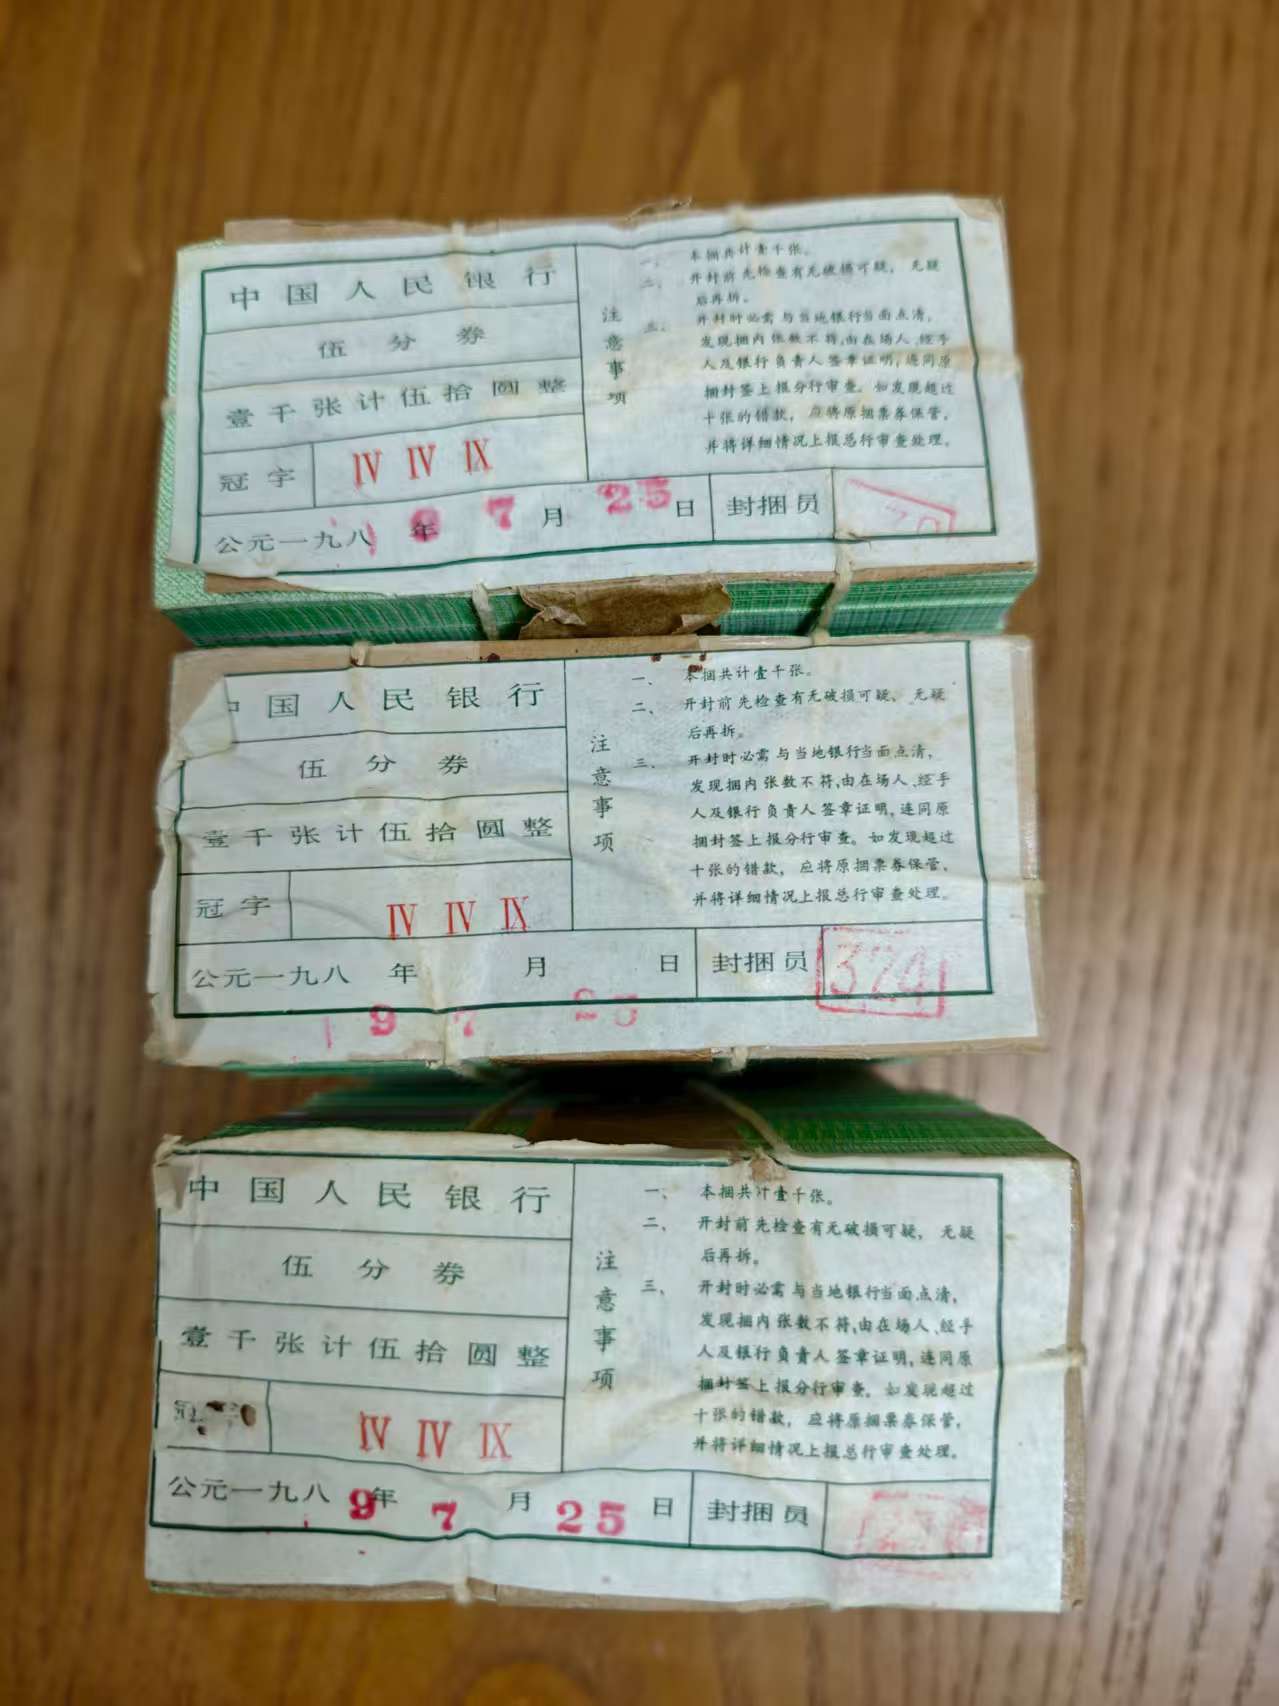 中国人民银行
伍分券
壹千张计伍拾圆整
冠字 Ⅳ Ⅳ Ⅸ
公元一九八 年 7 月 25 日 封捆员
注意事项
一、 本捆共计壹千张。
二、 开封前先检查有无破损可疑, 无疑
后再拆。
三、 开封时必需与当地银行当面点清,
发现捆内张数不符,由在场人、经手
人及银行负责人签章证明,连同原
捆封签上报分行审查。如发现超过
十张的错款, 应将原捆票券保管,
并将详细情况上报总行审查处理。
国人民银行
伍分券
壹千张计伍拾圆整
冠字 Ⅳ Ⅳ Ⅸ
公元一九八 年 月 日 封捆员 324
9 7 25
注意事项
一、 本捆共计壹千张。
二、 开封前先检查有无破损可疑、 无疑
后再拆。
三、 开封时必需与当地银行当面点清,
发现捆内张数不符,由在场人、经手
人及银行负责人签章证明,连同原
捆封签上报分行审查。如发现超过
十张的错款, 应将原捆票券保管,
并将详细情况上报总行审查处理。
中国人民银行
伍分券
壹千张计伍拾圆整
冠 Ⅳ Ⅳ Ⅸ
公元一九八9年 7 月 25 日 封捆员
注意事项
一、 本捆共计壹千张。
二、 开封前先检查有无破损可疑, 无疑
后再拆。
三、 开封时必需与当地银行当面点清,
发现捆内张数不符,由在场人、经手
人及银行负责人签章证明,连同原
捆封签上报分行审查。如发现超过
十张的错款, 应将原捆票券保管,
并将详细情况上报总行审查处理。